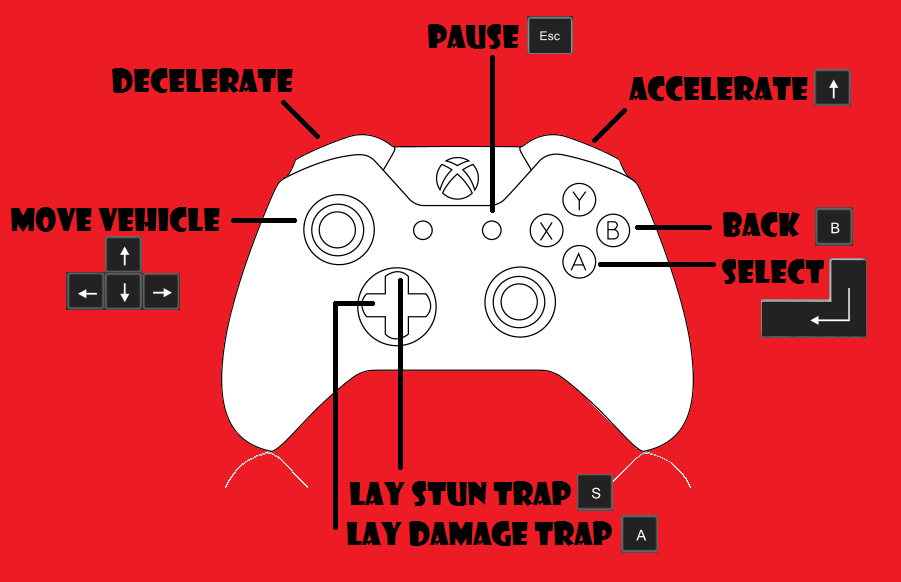 PAUSE Esc
DECELERATE
ACCELERATE ↑
MOVE VEHICLE
↑
← ↓ →
Y
X B
A
BACK B
SELECT ↵
LAY STUN TRAP S
LAY DAMAGE TRAP A